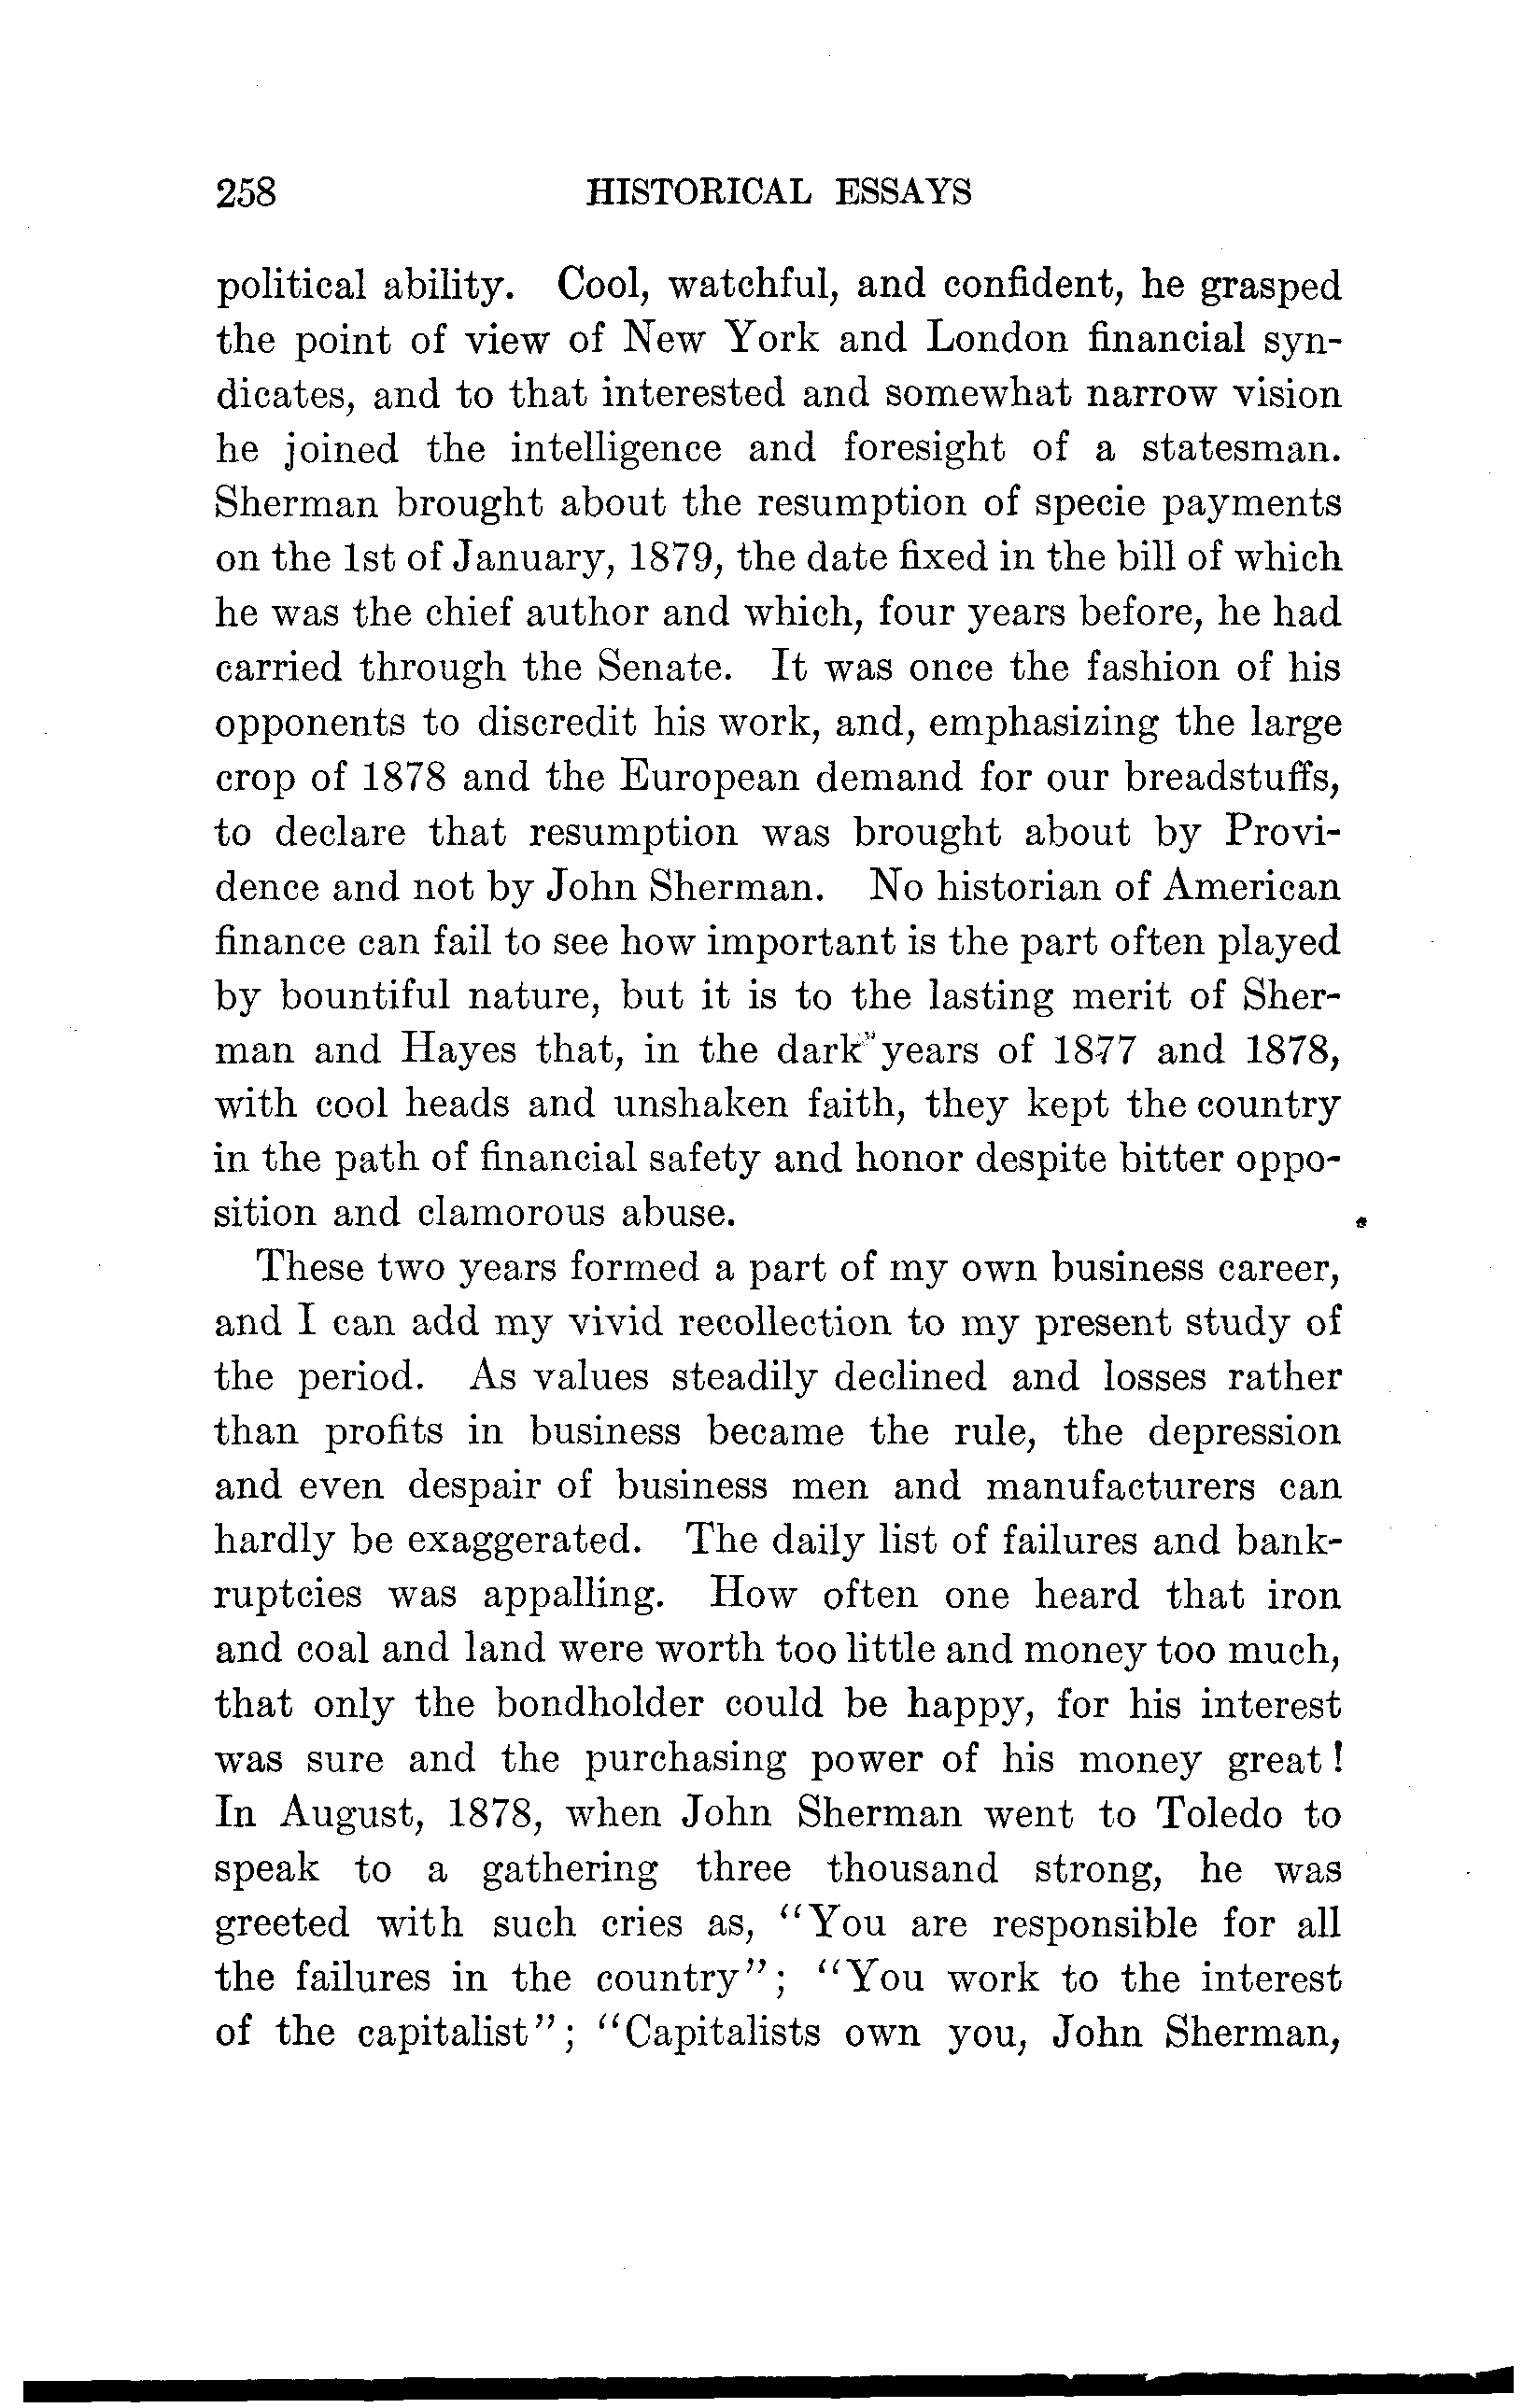 258 HISTORICAL ESSAYS
political ability. Cool, watchful, and confident, he grasped
the point of view of New York and London financial syn-
dicates, and to that interested and somewhat narrow vision
he joined the intelligence and foresight of a statesman.
Sherman brought about the resumption of specie payments
on the 1st of January, 1879, the date fixed in the bill of which
he was the chief author and which, four years before, he had
carried through the Senate. It was once the fashion of his
opponents to discredit his work, and, emphasizing the large
crop of 1878 and the European demand for our breadstuffs,
to declare that resumption was brought about by Provi-
dence and not by John Sherman. No historian of American
finance can fail to see how important is the part often played
by bountiful nature, but it is to the lasting merit of Sher-
man and Hayes that, in the dark years of 1877 and 1878,
with cool heads and unshaken faith, they kept the country
in the path of financial safety and honor despite bitter oppo-
sition and clamorous abuse.
These two years formed a part of my own business career,
and I can add my vivid recollection to my present study of
the period. As values steadily declined and losses rather
than profits in business became the rule, the depression
and even despair of business men and manufacturers can
hardly be exaggerated. The daily list of failures and bank-
ruptcies was appalling. How often one heard that iron
and coal and land were worth too little and money too much,
that only the bondholder could be happy, for his interest
was sure and the purchasing power of his money great!
In August, 1878, when John Sherman went to Toledo to
speak to a gathering three thousand strong, he was
greeted with such cries as, "You are responsible for all
the failures in the country"; "You work to the interest
of the capitalist"; "Capitalists own you, John Sherman,